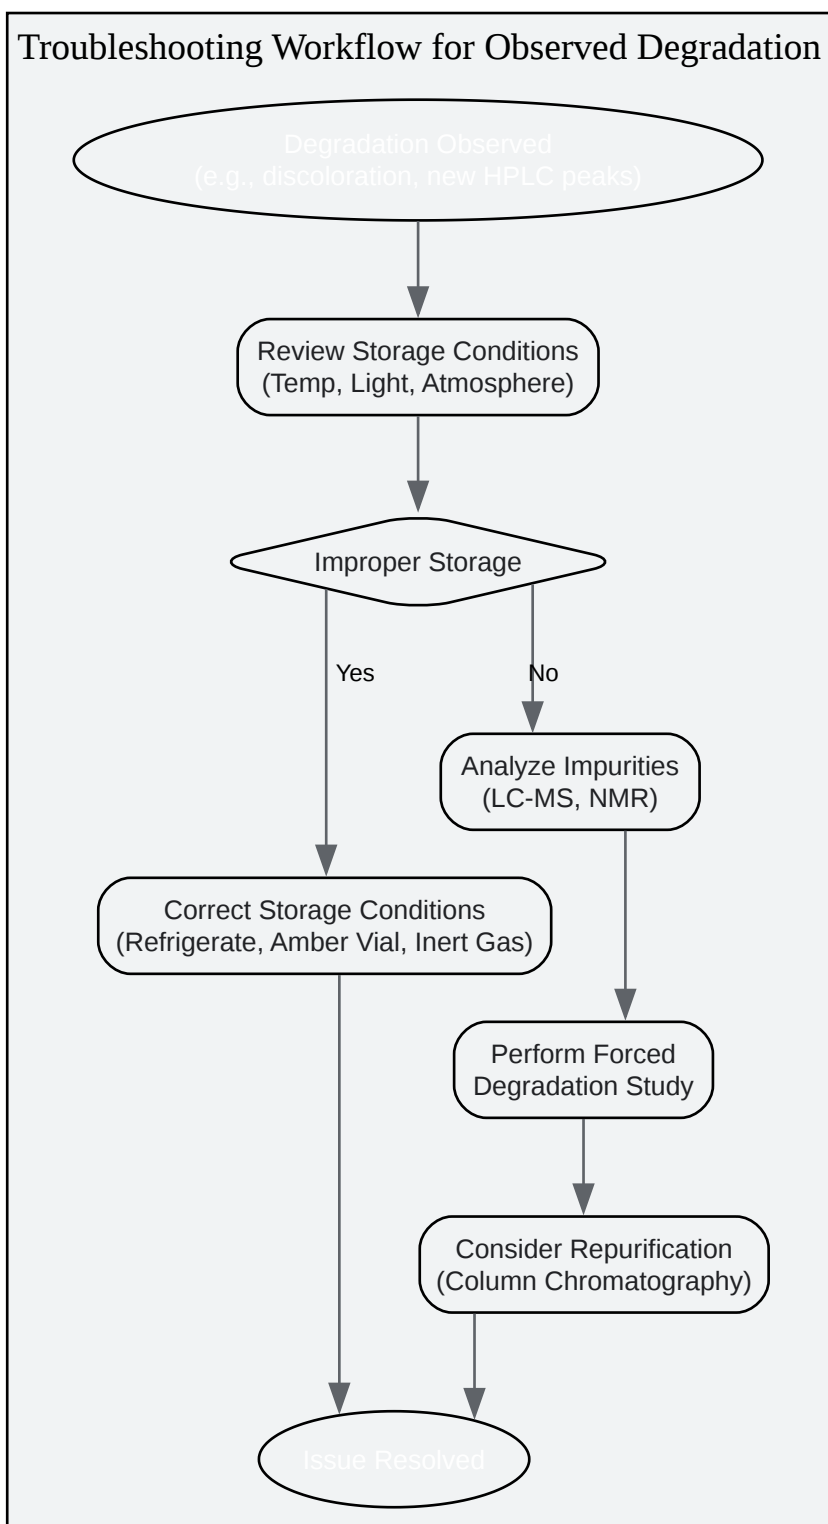 Troubleshooting Workflow for Observed Degradation
Degradation Observed
(e.g., discoloration, new HPLC peaks)
Review Storage Conditions
(Temp, Light, Atmosphere)
Improper Storage
Yes
No
Analyze Impurities
(LC-MS, NMR)
Correct Storage Conditions
(Refrigerate, Amber Vial, Inert Gas)
Perform Forced
Degradation Study
Consider Repurification
(Column Chromatography)
Issue Resolved